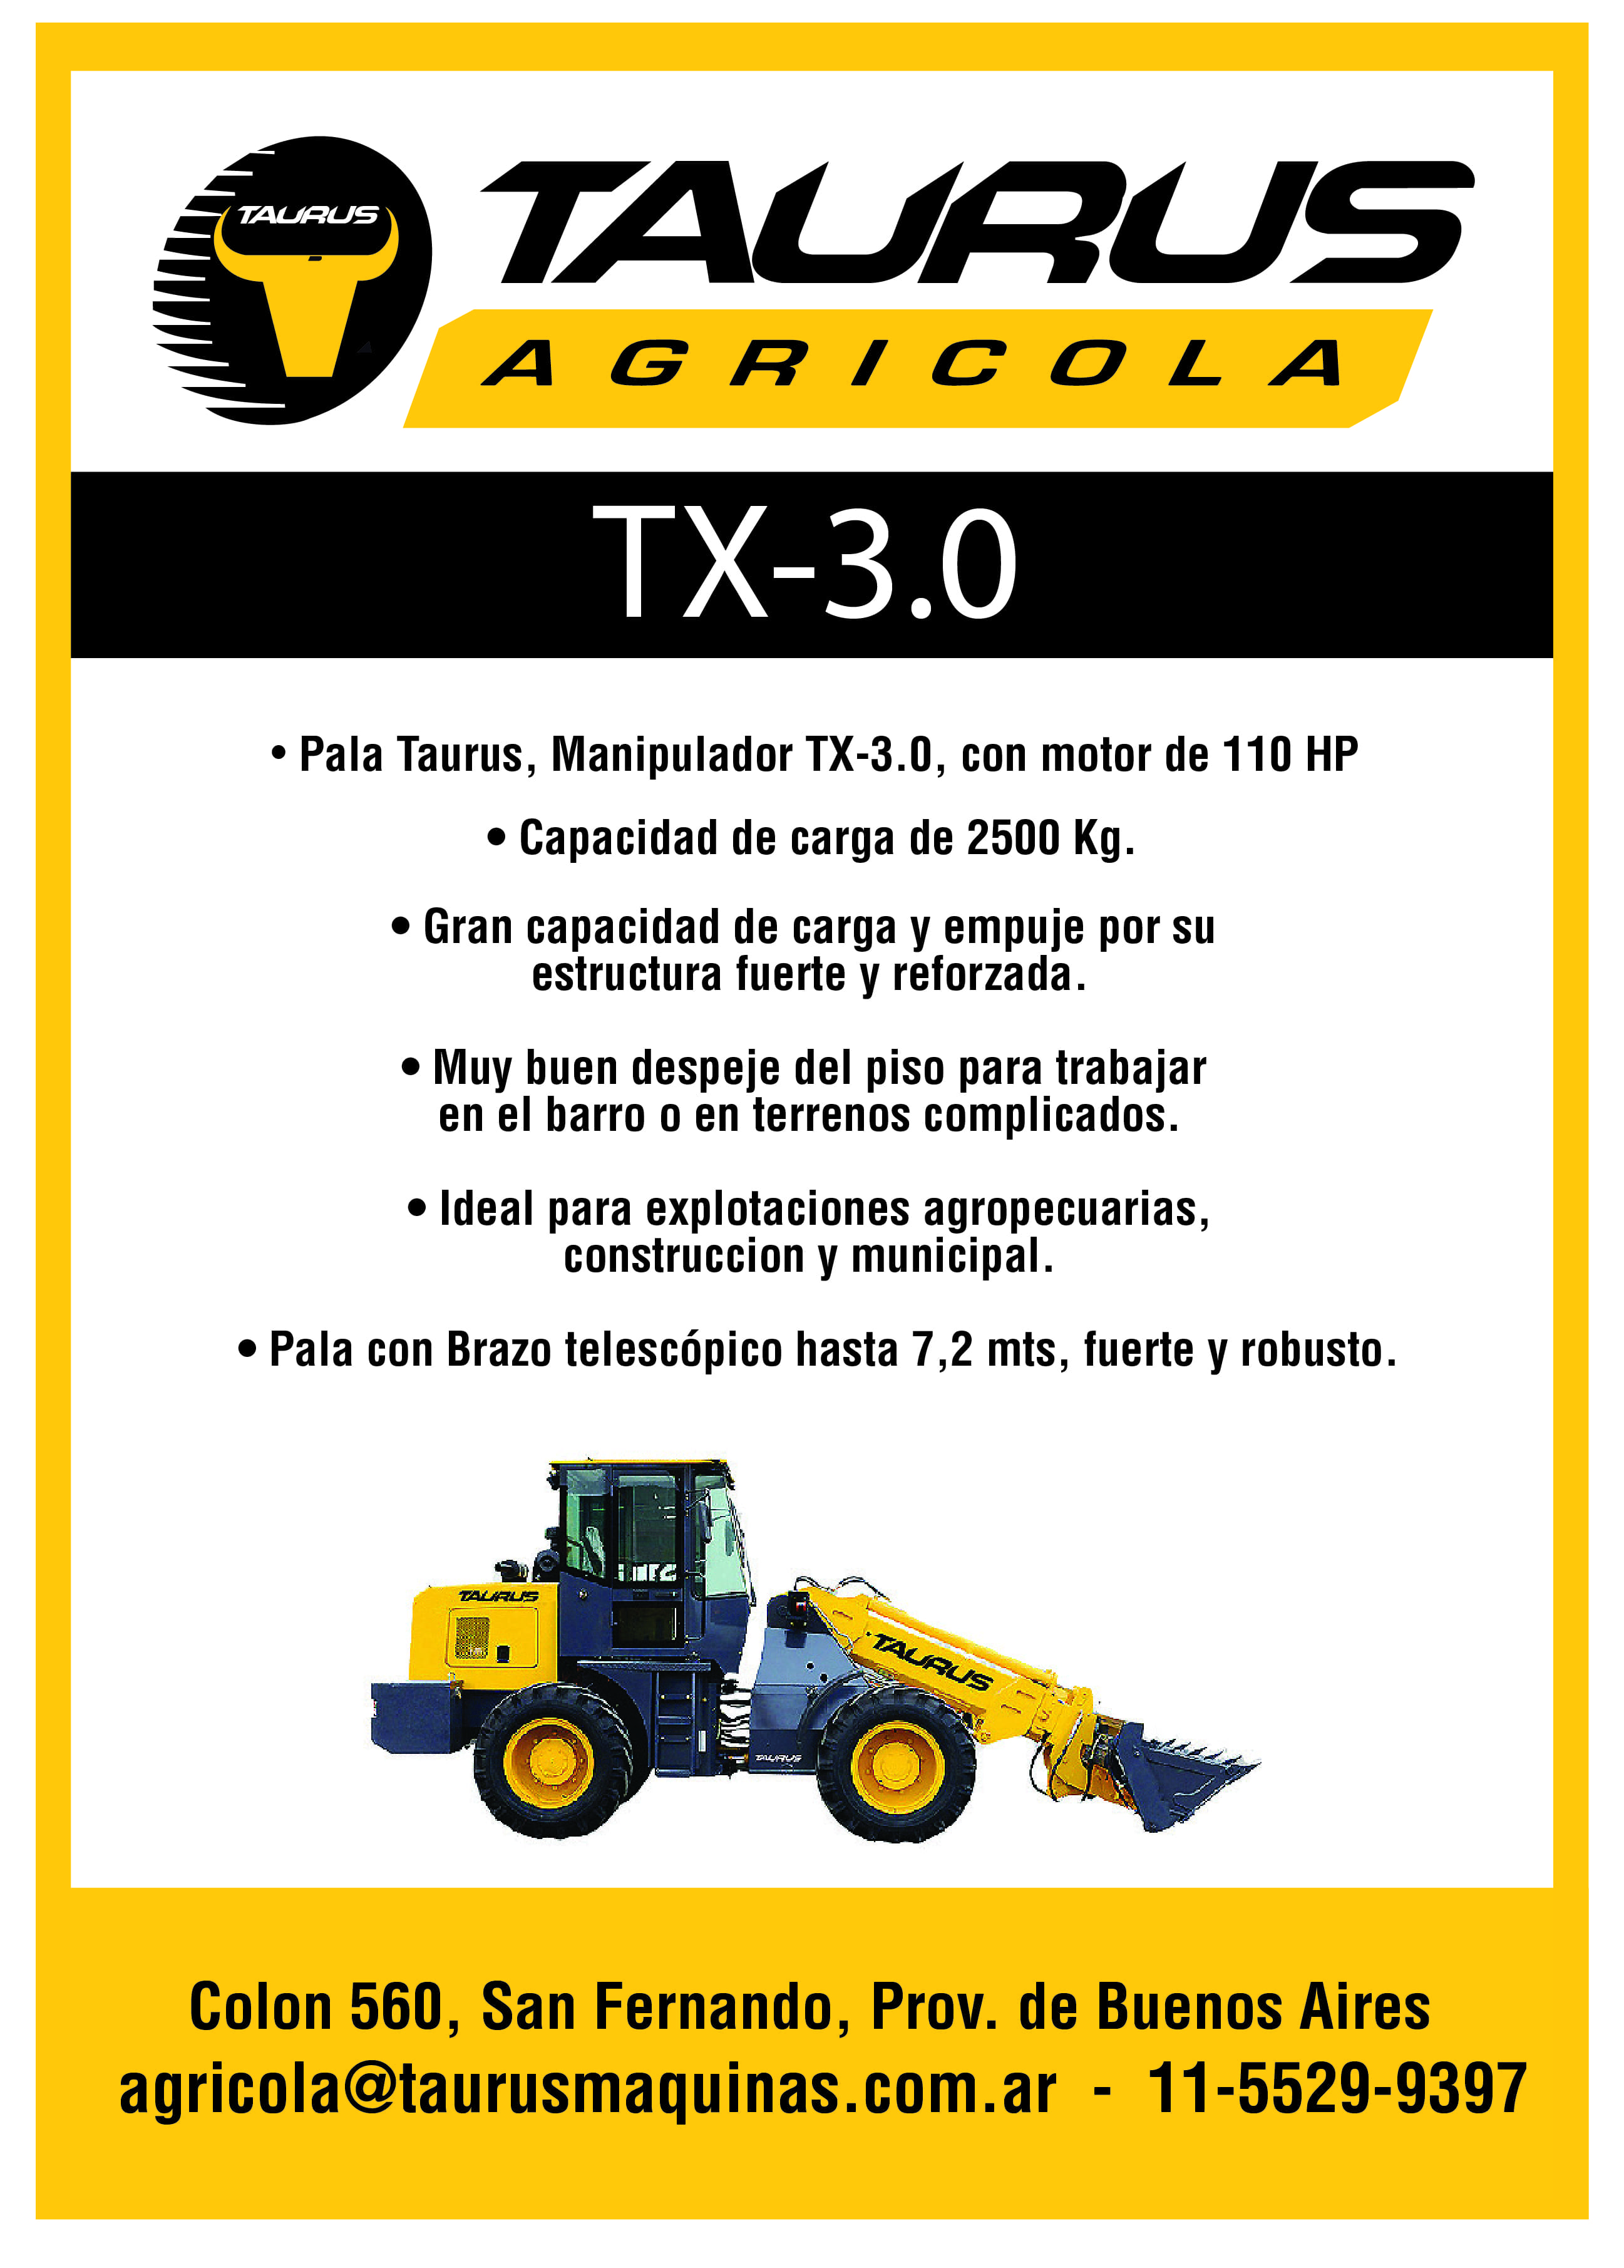 TAURUS
TAURUS
AGRICOLA
TX-3.0
• Pala Taurus, Manipulador TX-3.0, con motor de 110 HP
• Capacidad de carga de 2500 Kg.
• Gran capacidad de carga y empuje por su
estructura fuerte y reforzada.
• Muy buen despeje del piso para trabajar
en el barro o en terrenos complicados.
• Ideal para explotaciones agropecuarias,
construccion y municipal.
• Pala con Brazo telescópico hasta 7,2 mts, fuerte y robusto.
TAURUS
TAURUS
TAURUS
Colon 560, San Fernando, Prov. de Buenos Aires
agricola@taurusmaquinas.com.ar - 11-5529-9397